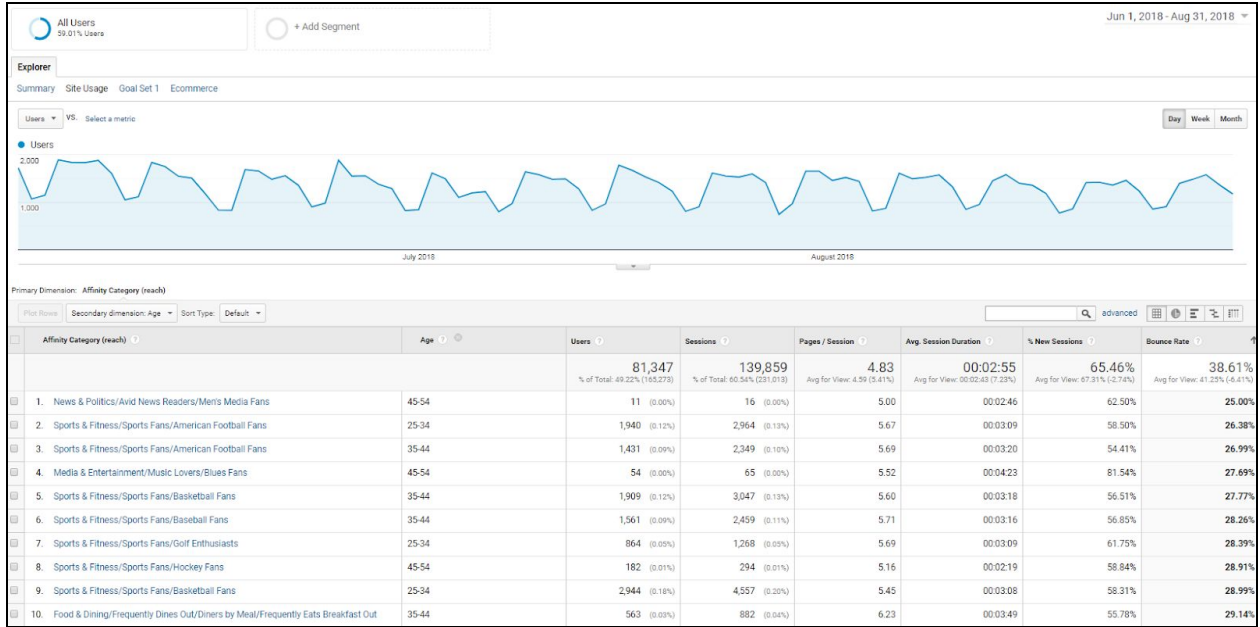 All Users
59.01% Users
+ Add Segment
Jun 1, 2018 - Aug 31, 2018
Explorer
Summary Site Usage Goal Set 1 Ecommerce
Users VS. Select a metric
Day Week Month
Users
2,000
1,000
July 2018 August 2018
Primary Dimension: Affinity Category (reach)
Plot Rows Secondary dimension: Age Sort Type: Default advanced
Affinity Category (reach) ? Age ? Users ? Sessions ? Pages / Session ? Avg. Session Duration ? % New Sessions ? Bounce Rate ?
81,347 139,859 4.83 00:02:55 65.46% 38.61%
% of Total: 49.22% (165,273) % of Total: 60.54% (231,013) Avg for View: 4.59 (5.41%) Avg for View: 00:02:43 (7.23%) Avg for View: 67.31% (-2.74%) Avg for View: 41.25% (-6.41%)
1. News & Politics/Avid News Readers/Men's Media Fans 45-54 11 (0.00%) 16 (0.00%) 5.00 00:02:46 62.50% 25.00%
2. Sports & Fitness/Sports Fans/American Football Fans 25-34 1,940 (0.12%) 2,964 (0.13%) 5.67 00:03:09 58.50% 26.38%
3. Sports & Fitness/Sports Fans/American Football Fans 35-44 1,431 (0.09%) 2,349 (0.10%) 5.69 00:03:20 54.41% 26.99%
4. Media & Entertainment/Music Lovers/Blues Fans 45-54 54 (0.00%) 65 (0.00%) 5.52 00:04:23 81.54% 27.69%
5. Sports & Fitness/Sports Fans/Basketball Fans 35-44 1,909 (0.12%) 3,047 (0.13%) 5.60 00:03:18 56.51% 27.77%
6. Sports & Fitness/Sports Fans/Baseball Fans 35-44 1,561 (0.09%) 2,459 (0.11%) 5.71 00:03:16 56.85% 28.26%
7. Sports & Fitness/Sports Fans/Golf Enthusiasts 25-34 864 (0.05%) 1,268 (0.05%) 5.69 00:03:09 61.75% 28.39%
8. Sports & Fitness/Sports Fans/Hockey Fans 45-54 182 (0.01%) 294 (0.01%) 5.16 00:02:19 58.84% 28.91%
9. Sports & Fitness/Sports Fans/Basketball Fans 25-34 2,944 (0.18%) 4,557 (0.20%) 5.45 00:03:08 58.31% 28.99%
10. Food & Dining/Frequently Dines Out/Diners by Meal/Frequently Eats Breakfast Out 35-44 563 (0.03%) 882 (0.04%) 6.23 00:03:49 55.78% 29.14%